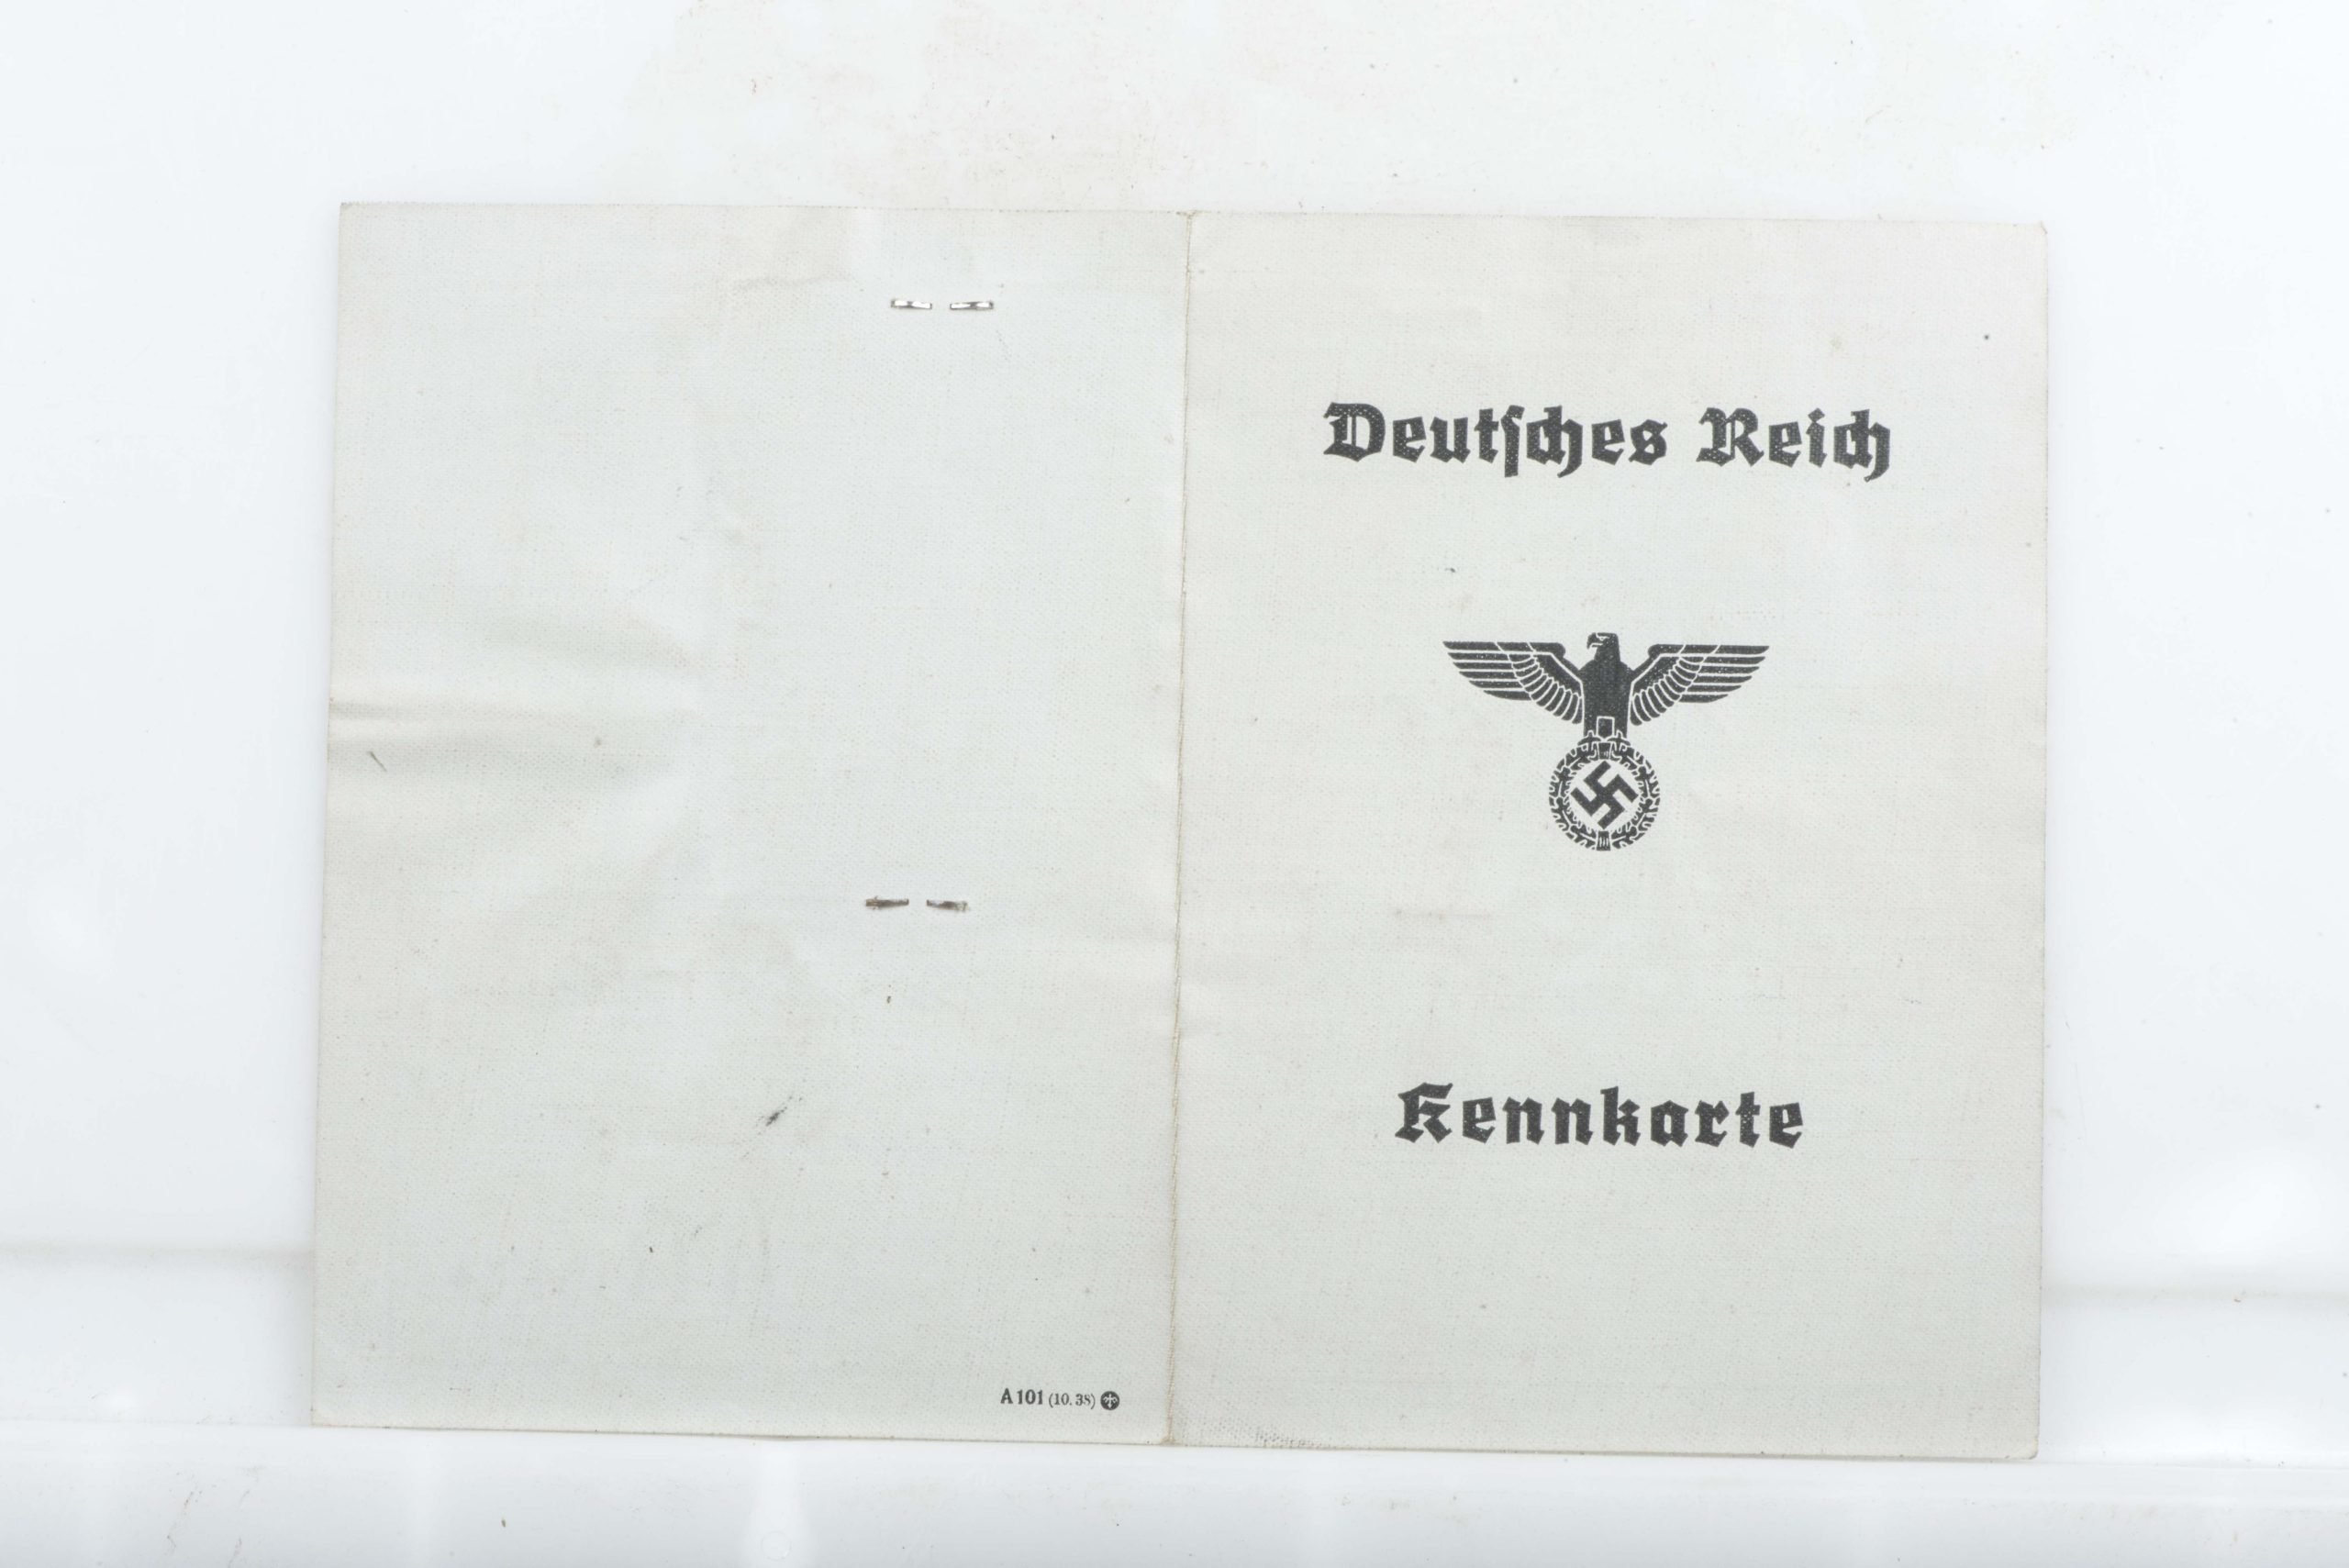 Deutſches Reich
Kennkarte
A 101 (10. 38)